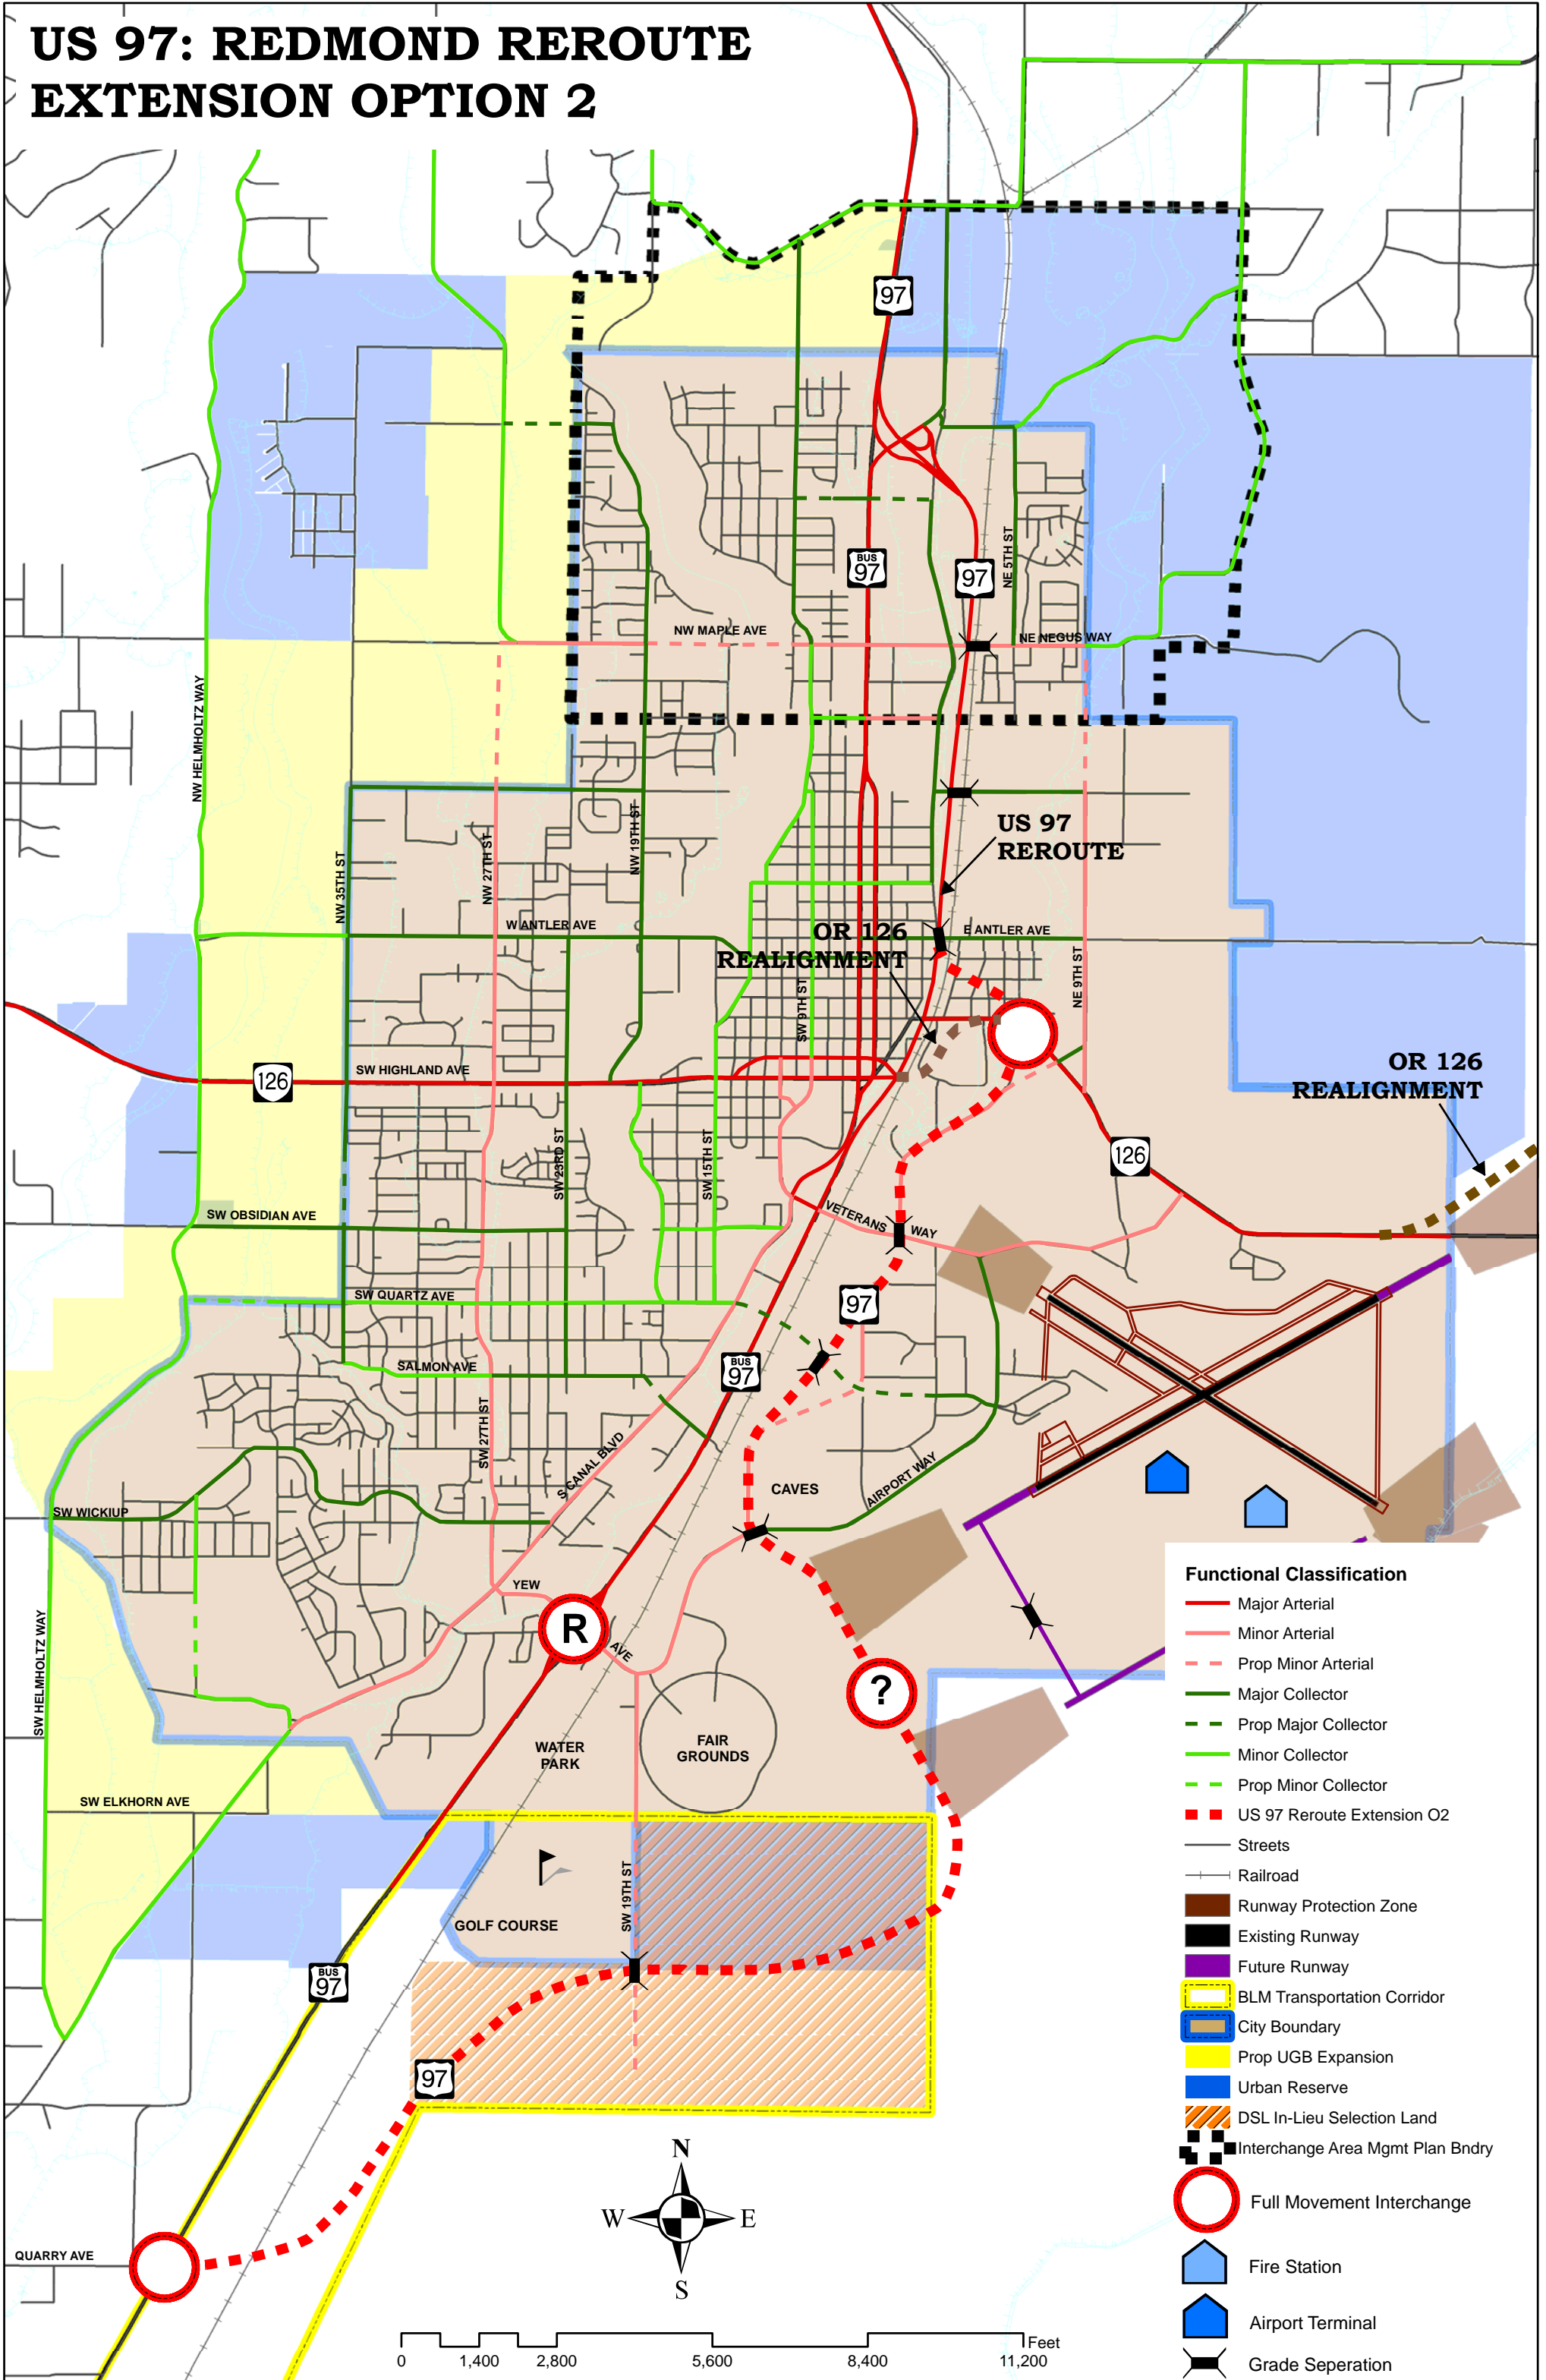 US 97: REDMOND REROUTE
EXTENSION OPTION 2
97
BUS
97
97
NE 5TH ST
NW MAPLE AVE
NE NEGUS WAY
NW HELMHOLTZ WAY
NW 35TH ST
NW 27TH ST
NW 19TH ST
US 97
REROUTE
W ANTLER AVE
OR 126
REALIGNMENT
E ANTLER AVE
SW 9TH ST
NE 9TH ST
126
SW HIGHLAND AVE
OR 126
REALIGNMENT
SW 23RD ST
SW 15TH ST
126
SW OBSIDIAN AVE
VETERANS
WAY
SW QUARTZ AVE
97
SALMON AVE
BUS
97
SW 27TH ST
S CANAL BLVD
CAVES
AIRPORT WAY
SW WICKIUP
YEW
R
AVE
?
SW HELMHOLTZ WAY
WATER
PARK
FAIR
GROUNDS
SW ELKHORN AVE
SW 19TH ST
GOLF COURSE
BUS
97
97
QUARRY AVE
N
W
E
S
Feet
0
1,400
2,800
5,600
8,400
11,200
Functional Classification
Major Arterial
Minor Arterial
Prop Minor Arterial
Major Collector
Prop Major Collector
Minor Collector
Prop Minor Collector
US 97 Reroute Extension O2
Streets
Railroad
Runway Protection Zone
Existing Runway
Future Runway
BLM Transportation Corridor
City Boundary
Prop UGB Expansion
Urban Reserve
DSL In-Lieu Selection Land
Interchange Area Mgmt Plan Bndry
Full Movement Interchange
Fire Station
Airport Terminal
Grade Seperation